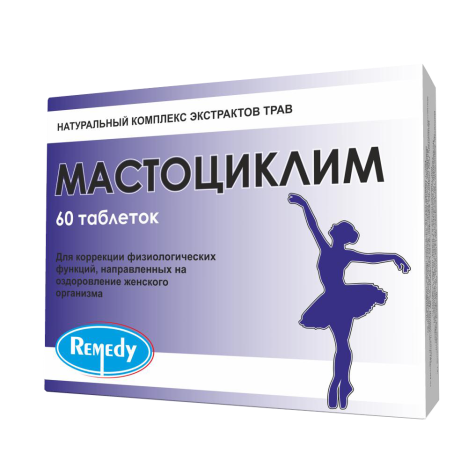 НАТУРАЛЬНЫЙ КОМПЛЕКС ЭКСТРАКТОВ ТРАВ
МАСТОЦИКЛИМ
60 таблеток
Для коррекции физиологических
функций, направленных на
оздоровление женского
организма
Remedy